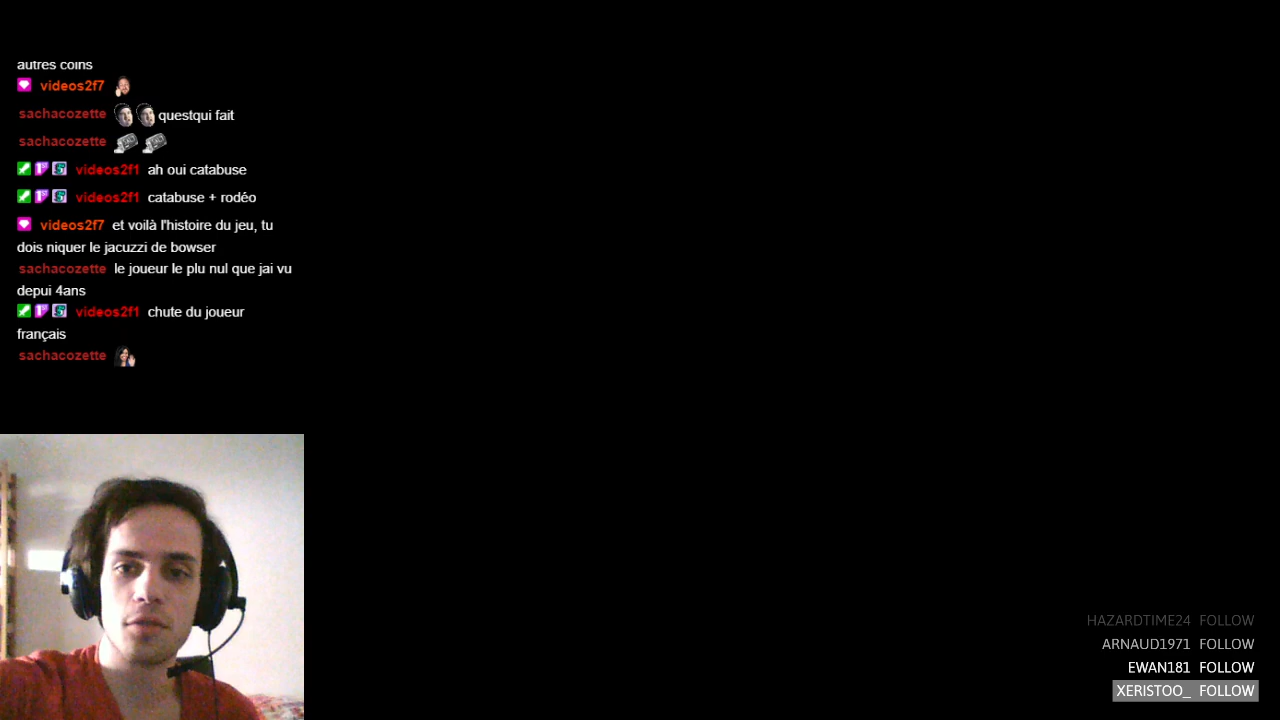 autres coins
videos2f7
sachacozette questqui fait
sachacozette
videos2f1 ah oui catabuse
videos2f1 catabuse + rodéo
videos2f7 et voilà l'histoire du jeu, tu
dois niquer le jacuzzi de bowser
sachacozette le joueur le plu nul que jai vu
depui 4ans
videos2f1 chute du joueur
français
sachacozette
HAZARDTIME24 FOLLOW
ARNAUD1971 FOLLOW
EWAN181 FOLLOW
XERISTOO_ FOLLOW